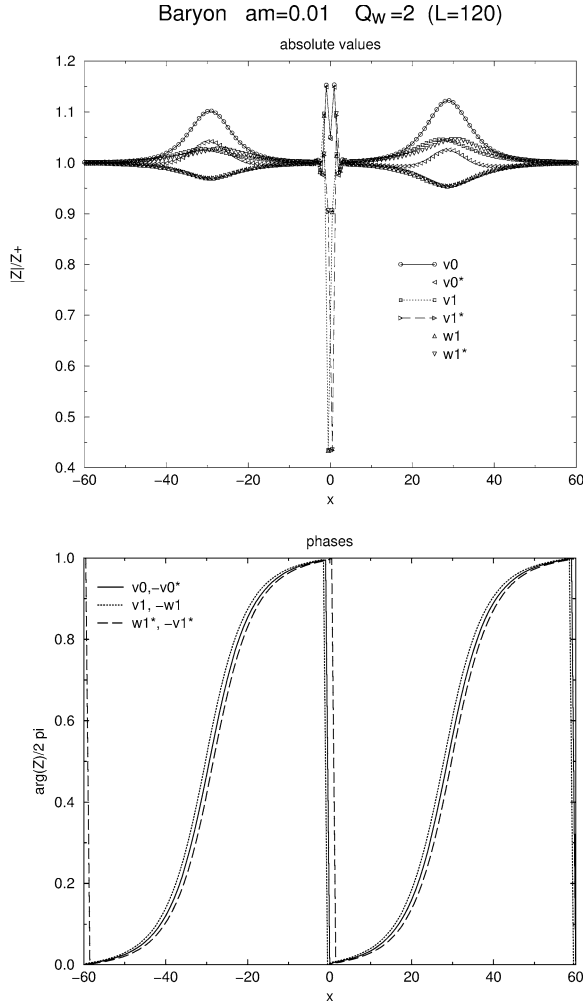 Baryon am=0.01 Q_W=2 (L=120)
absolute values
1.2
1.1
1.0
0.9
0.8
0.7
0.6
0.5
0.4
|Z|/Z+
v0
v0*
v1
v1*
w1
w1*
−60 −40 −20 0 20 40 60
x
phases
1.0
0.8
0.6
0.4
0.2
0.0
arg(Z)/2 pi
v0,−v0*
v1, −w1
w1*, −v1*
−60 −40 −20 0 20 40 60
x